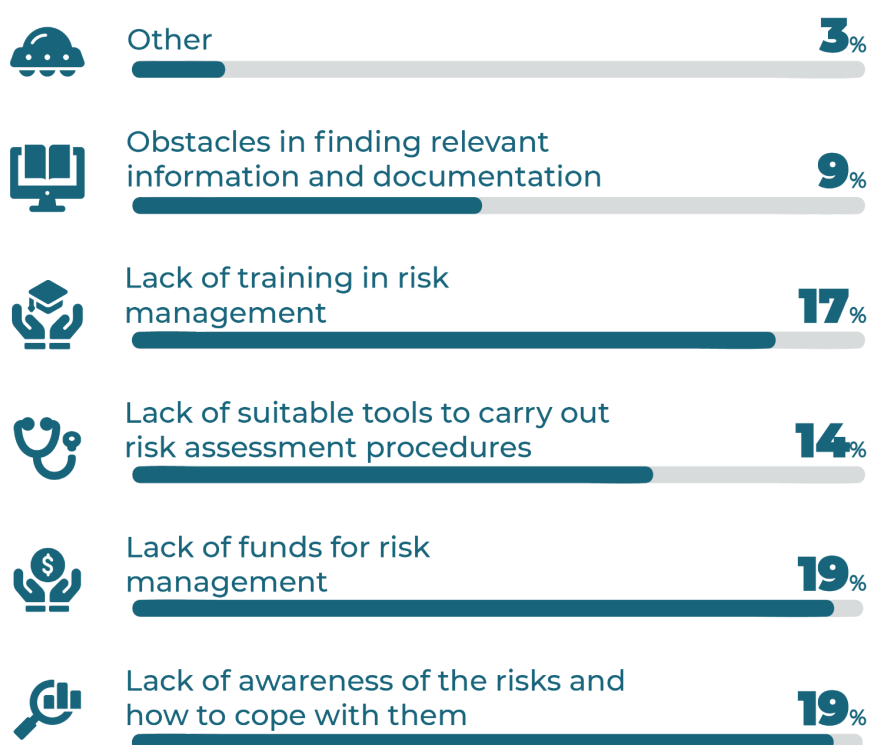 Other
3%
Obstacles in finding relevant
information and documentation
9%
Lack of training in risk
management
17%
Lack of suitable tools to carry out
risk assessment procedures
14%
Lack of funds for risk
management
$
19%
Lack of awareness of the risks and
how to cope with them
19%